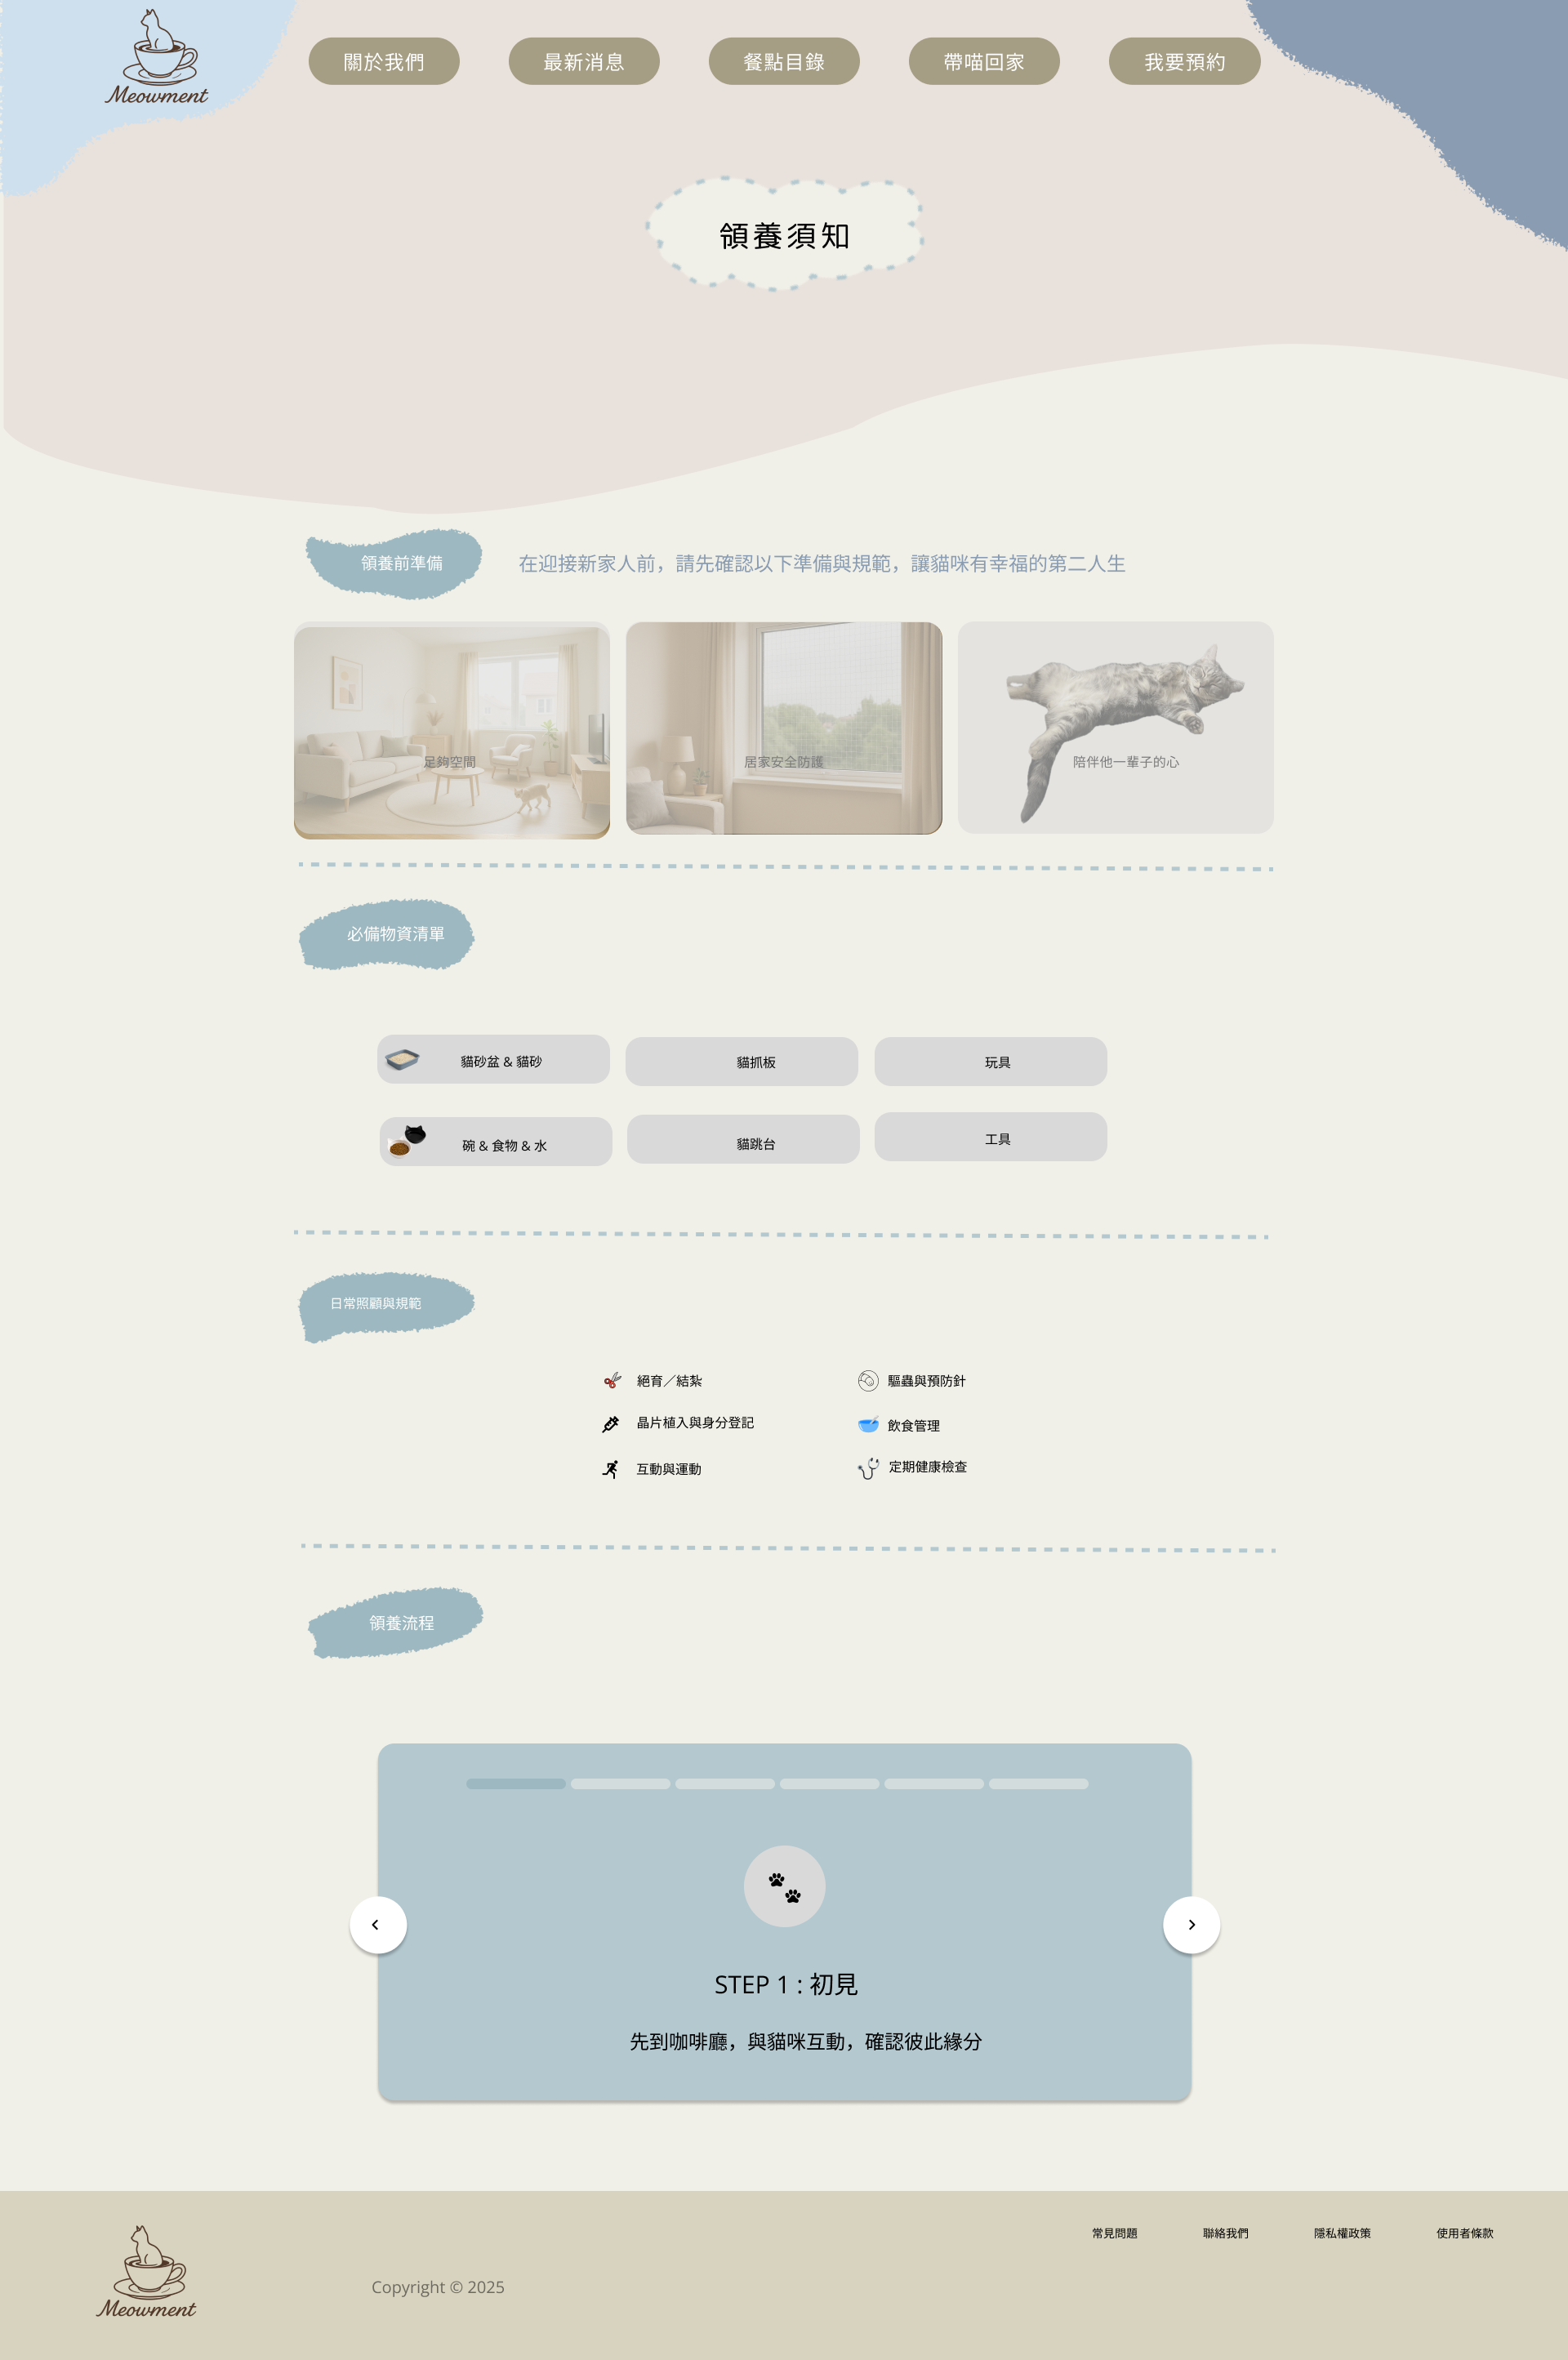 Meowment
關於我們
最新消息
餐點目錄
帶喵回家
我要預約
領養須知
領養前準備
在迎接新家人前，請先確認以下準備與規範，讓貓咪有幸福的第二人生
足夠空間
居家安全防護
陪伴他一輩子的心
必備物資清單
貓砂盆 & 貓砂
貓抓板
玩具
碗 & 食物 & 水
貓跳台
工具
日常照顧與規範
絕育／結紮
驅蟲與預防針
晶片植入與身分登記
飲食管理
互動與運動
定期健康檢查
領養流程
STEP 1 : 初見
先到咖啡廳，與貓咪互動，確認彼此緣分
常見問題
聯絡我們
隱私權政策
使用者條款
Copyright © 2025
Meowment